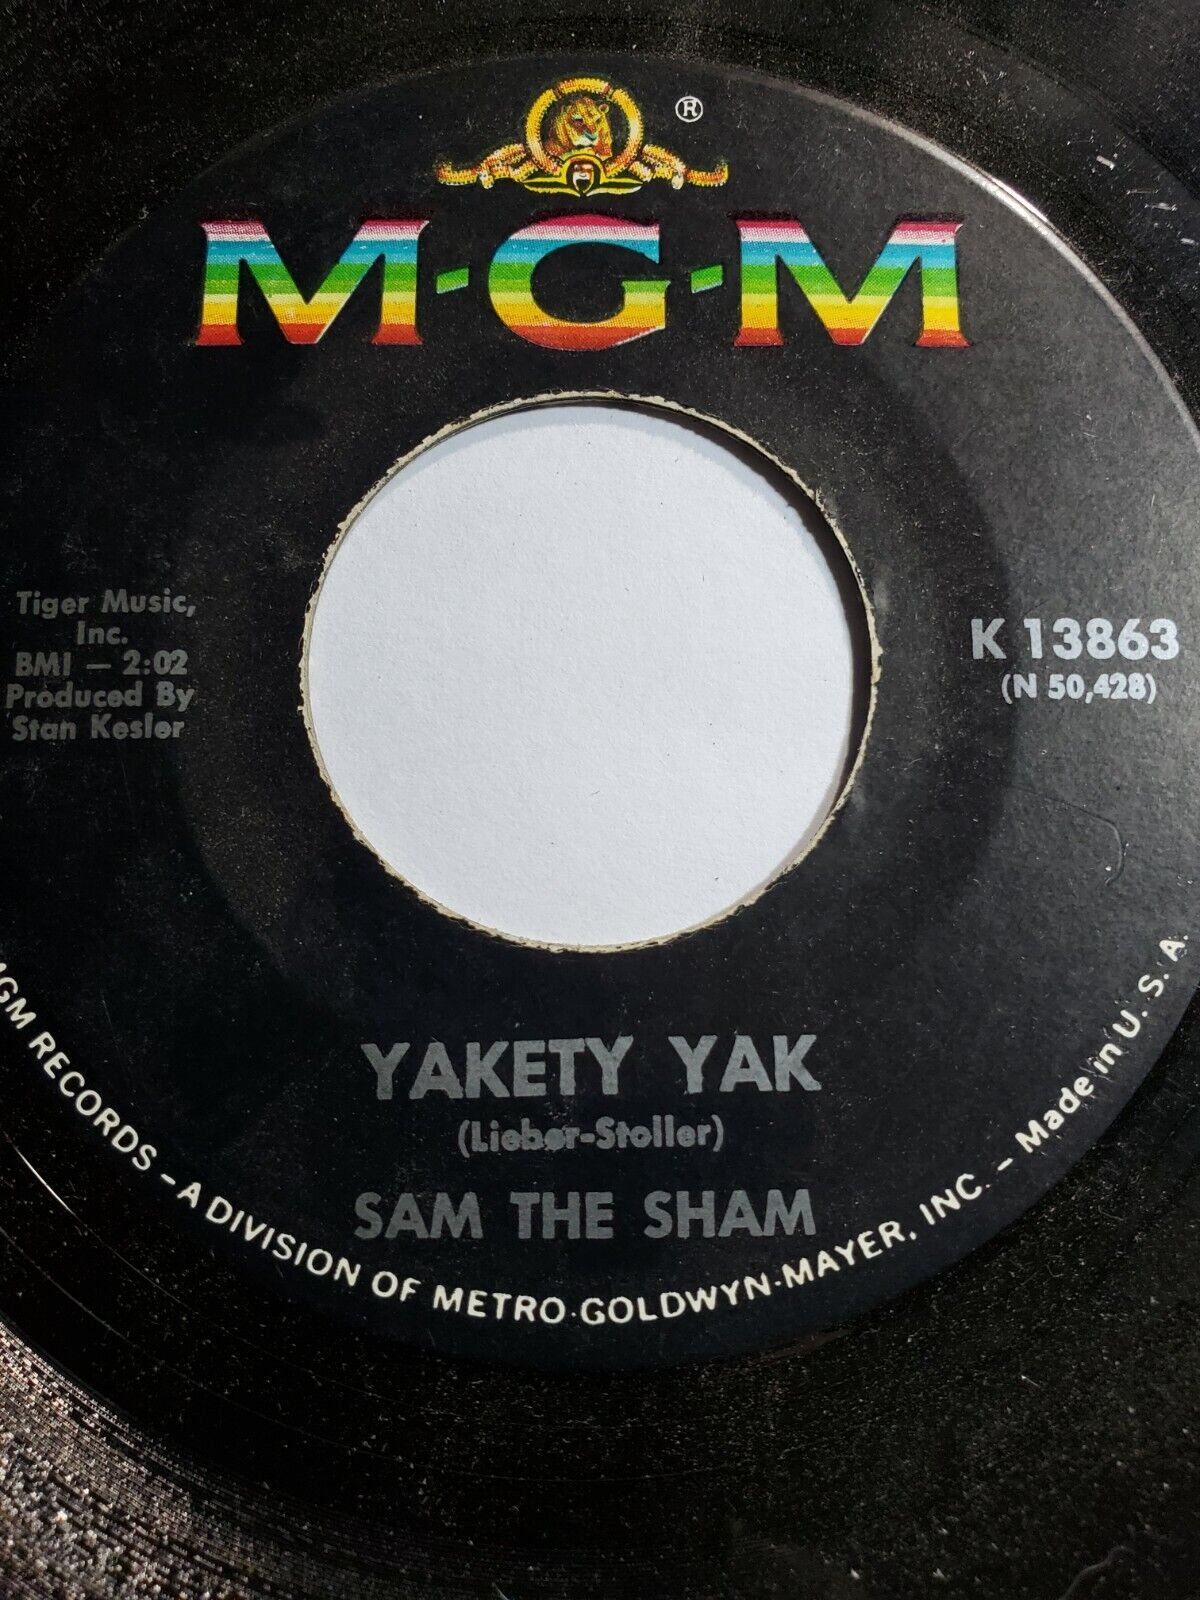 ®
M-G-M
Tiger Music,
Inc.
BMI — 2:02
Produced By
Stan Kesler
K 13863
(N 50,428)
YAKETY YAK
(Lieber-Stoller)
SAM THE SHAM
MGM RECORDS – A DIVISION OF METRO-GOLDWYN-MAYER, INC. – Made in U. S. A.